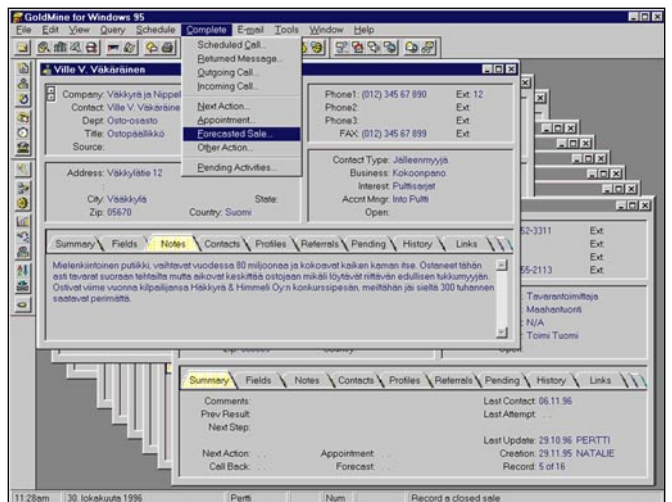 GoldMine for Windows 95
File Edit View Query Schedule Complete E-mail Tools Window Help
Scheduled Call...
Returned Message...
Outgoing Call...
Incoming Call...
Next Action...
Appointment...
Forecasted Sale...
Other Action...
Pending Activities...
Ville V. Väkäräinen
Company: Väkkyrä ja Nippel
Contact: Ville V. Väkäräine
Dept: Osto-osasto
Title: Ostopäällikkö
Source:
Phone1: (012) 345 67 890 Ext: 12
Phone2: Ext:
Phone3: Ext:
FAX: (012) 345 67 899 Ext:
Address: Väkkylätie 12
:
City: Vääkkylä State:
Zip: 05670 Country: Suomi
Contact Type: Jälleenmyyjä
Business: Kokoonpano.
Interest: Pulttisarjat
Accnt Mngr: Into Pultti
Open:
Summary Fields Notes Contacts Profiles Referrals Pending History Links
Mielenkiintoinen putiikki, vaihtavat vuodessa 80 miljoonaa ja kokoavat kaiken kaman itse. Ostaneet tähän
asti tavarat suoraan tehtailta mutta aikovat keskittää ostojaan mikäli löytävät riittävän edullisen tukkumyyjän.
Ostivat viime vuonna kilpailijansa Häkkyrä & Himmeli Oy:n konkurssipesän, meiltähän jäi sieltä 300 tuhannen
saatavat perimättä.
52-3311 Ext:
Ext:
Ext:
55-2113 Ext:
: Tavarantoimittaja
: Maahantuonti
: N/A
: Toimi Tuomi
Open:
Summary Fields Notes Contacts Profiles Referrals Pending History Links
Comments:
Prev Result:
Next Step:
Last Contact: 06.11.96
Last Attempt: . .
Next Action: . . Appointment: . .
Call Back: . . Forecast: . .
Last Update: 29.10.96 PERTTI
Creation: 29.11.95 NATALIE
Record: 5 of 16
11:28am 30. lokakuuta 1996 Pertti Num Record a closed sale